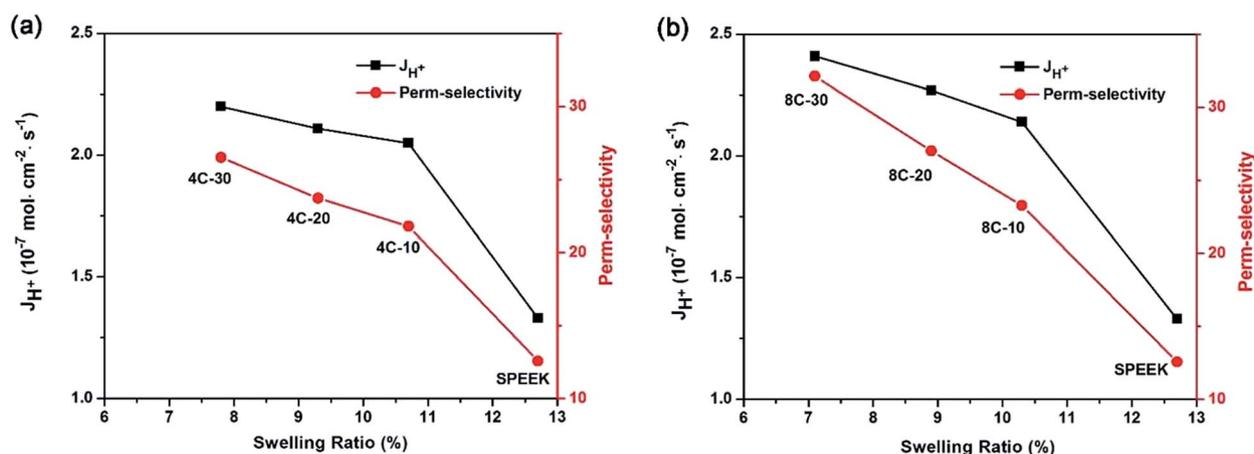 (a)
2.5
2.0
1.5
1.0
J_H+ (10⁻⁷ mol· cm⁻²· s⁻¹)
J_H+
Perm-selectivity
4C-30
4C-20
4C-10
SPEEK
30
20
10
Perm-selectivity
6 7 8 9 10 11 12 13
Swelling Ratio (%)
(b)
2.5
2.0
1.5
1.0
J_H+ (10⁻⁷ mol· cm⁻²· s⁻¹)
J_H+
Perm-selectivity
8C-30
8C-20
8C-10
SPEEK
30
20
10
Perm-selectivity
6 7 8 9 10 11 12 13
Swelling Ratio (%)